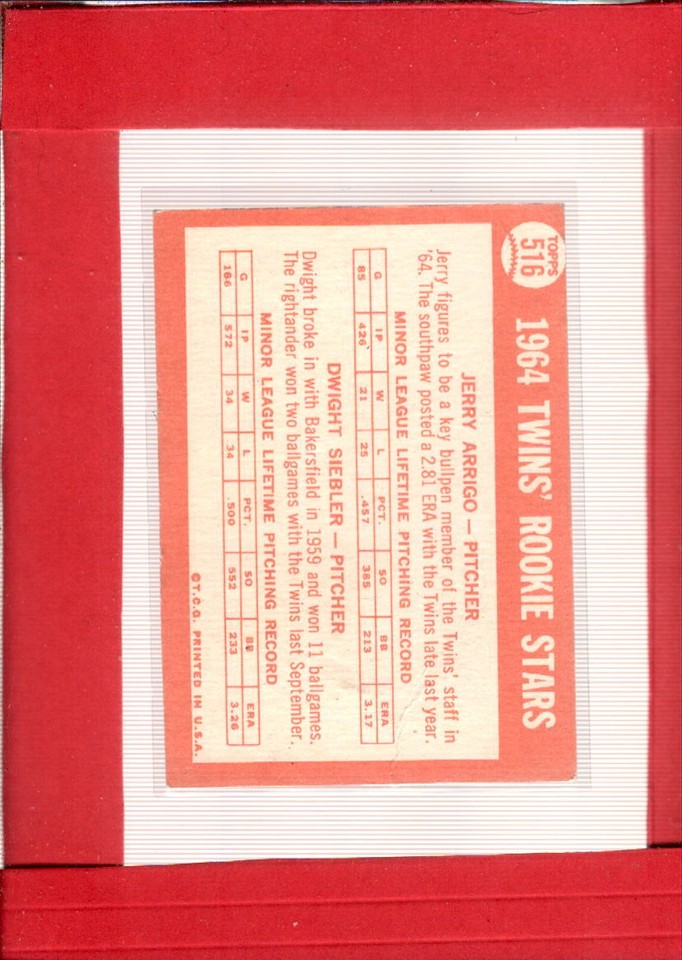 TOPPS
516
1964 TWINS' ROOKIE STARS
JERRY ARRIGO — PITCHER
Jerry figures to be a key bullpen member of the Twins' staff in
'64. The southpaw posted a 2.81 ERA with the Twins late last year.
MINOR LEAGUE LIFETIME PITCHING RECORD
G IP W L PCT. SO BB ERA
85 426 21 25 .457 385 213 3.17
DWIGHT SIEBLER — PITCHER
Dwight broke in with Bakersfield in 1959 and won 11 ballgames.
The rightander won two ballgames with the Twins last September.
MINOR LEAGUE LIFETIME PITCHING RECORD
G IP W L PCT. SO BB ERA
166 572 34 34 .500 552 233 3.26
©T.C.G. PRINTED IN U.S.A.